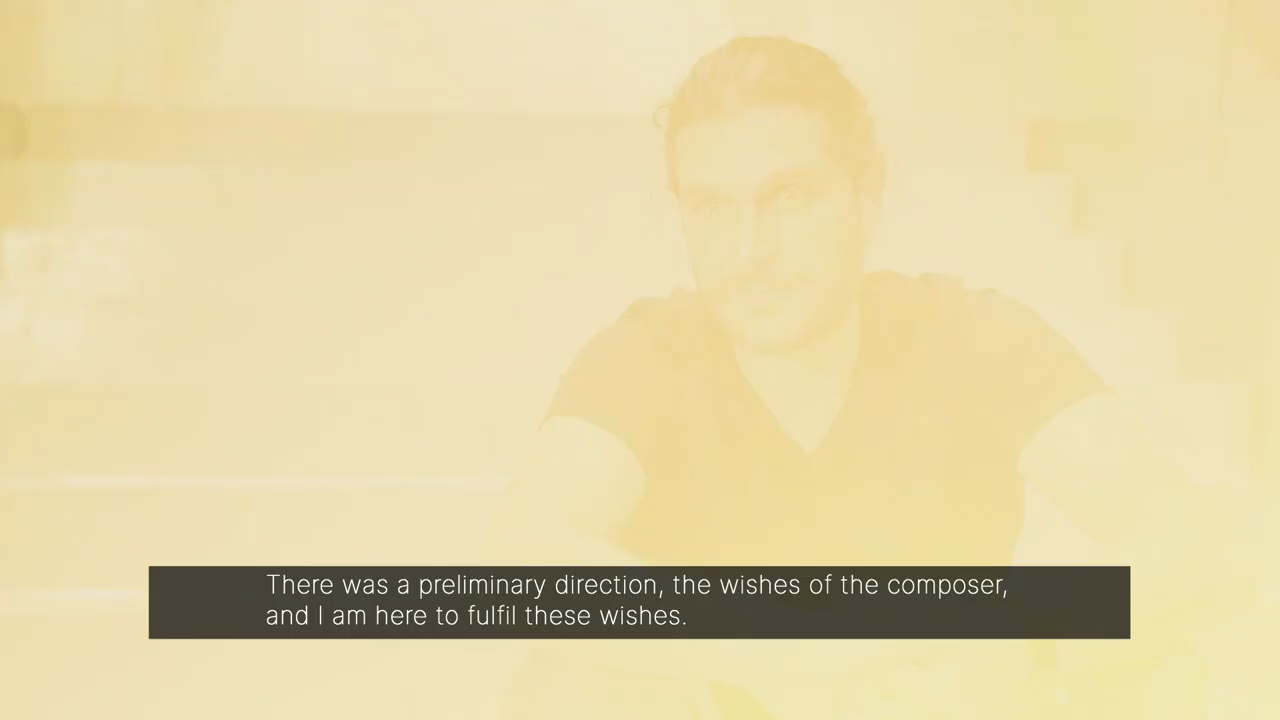 There was a preliminary direction, the wishes of the composer,
and I am here to fulfil these wishes.